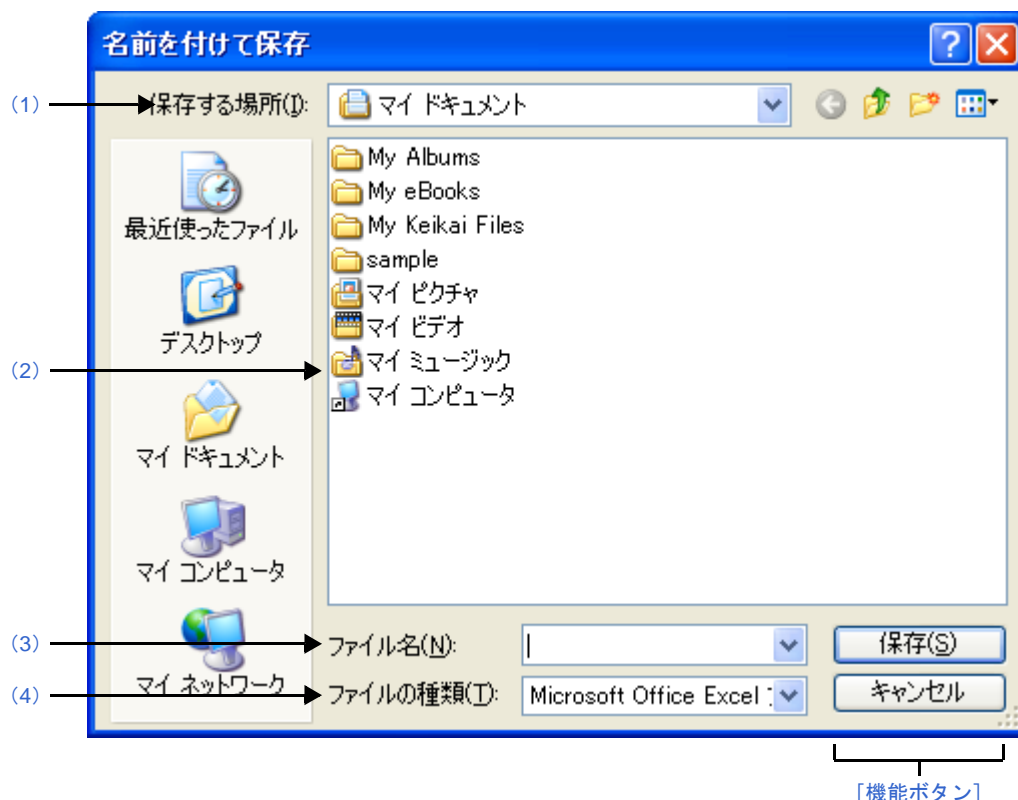 名前を付けて保存
(1)
保存する場所(I):
マイ ドキュメント
最近使ったファイル
デスクトップ
マイ ドキュメント
マイ コンピュータ
マイ ネットワーク
(2)
My Albums
My eBooks
My Keikai Files
sample
マイ ピクチャ
マイ ビデオ
マイ ミュージック
マイ コンピュータ
(3)
ファイル名(N):
保存(S)
(4)
ファイルの種類(T):
Microsoft Office Excel
キャンセル
[機能ボタン]